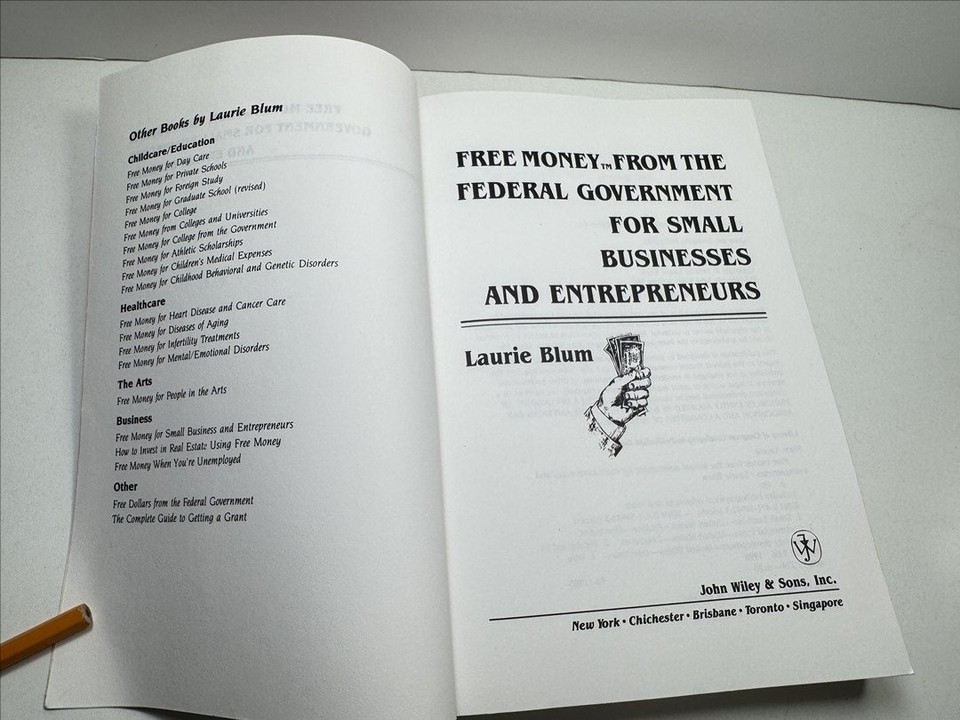 Other Books by Laurie Blum
Childcare/Education
Free Money for Day Care
Free Money for Private Schools
Free Money for Foreign Study
Free Money for Graduate School (revised)
Free Money for College
Free Money from Colleges and Universities
Free Money for College from the Government
Free Money for Athletic Scholarships
Free Money for Children's Medical Expenses
Free Money for Childhood Behavioral and Genetic Disorders
Healthcare
Free Money for Heart Disease and Cancer Care
Free Money for Diseases of Aging
Free Money for Infertility Treatments
Free Money for Mental/Emotional Disorders
The Arts
Free Money for People in the Arts
Business
Free Money for Small Business and Entrepreneurs
How to Invest in Real Estate Using Free Money
Free Money When You're Unemployed
Other
Free Dollars from the Federal Government
The Complete Guide to Getting a Grant
FREE MONEY™ FROM THE
FEDERAL GOVERNMENT
FOR SMALL
BUSINESSES
AND ENTREPRENEURS
Laurie Blum
John Wiley & Sons, Inc.
New York • Chichester • Brisbane • Toronto • Singapore